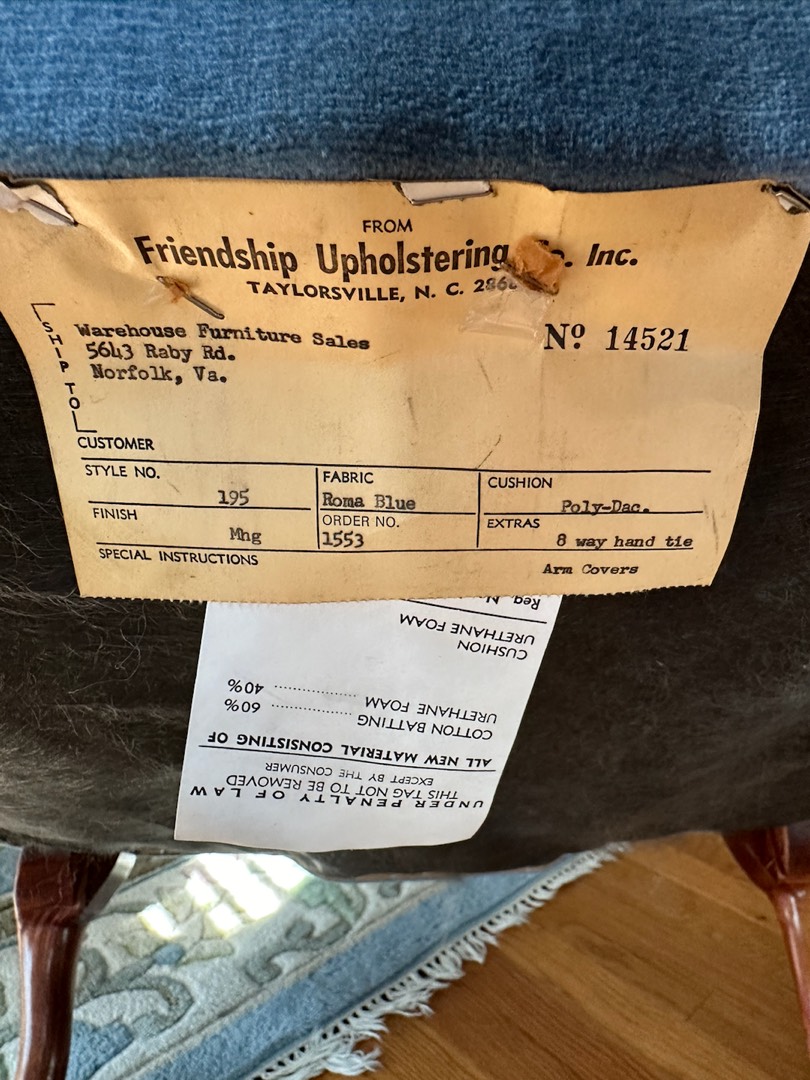 FROM
Friendship Upholstering Inc.
TAYLORSVILLE, N. C.
SHIP TO
Warehouse Furniture Sales
5643 Raby Rd.
Norfolk, Va.
Nº 14521
CUSTOMER
STYLE NO. 195
FABRIC Roma Blue
CUSHION Poly-Dac.
FINISH Mhg
ORDER NO. 1553
EXTRAS 8 way hand tie
SPECIAL INSTRUCTIONS
Arm Covers
UNDER PENALTY OF LAW
THIS TAG NOT TO BE REMOVED
EXCEPT BY THE CONSUMER
ALL NEW MATERIAL CONSISTING OF
COTTON BATTING .................. 60%
URETHANE FOAM .................. 40%
CUSHION
URETHANE FOAM
Reg.